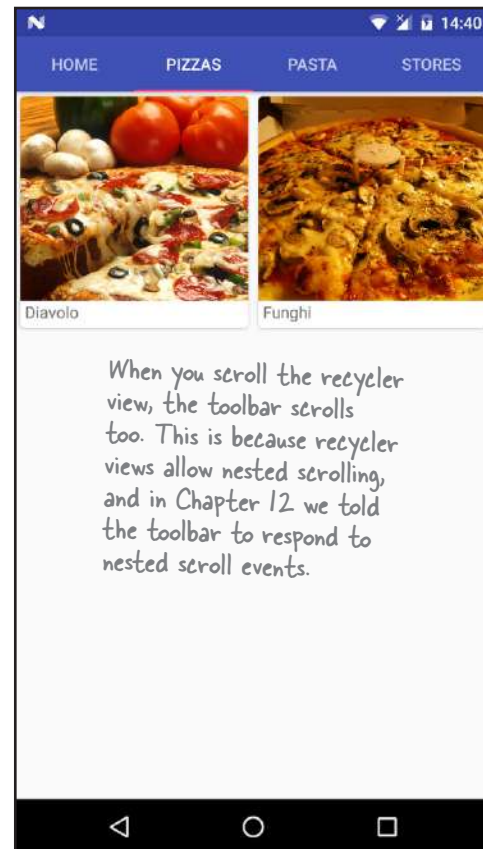 14:40
HOME PIZZAS PASTA STORES
Diavolo Funghi
When you scroll the recycler
view, the toolbar scrolls
too. This is because recycler
views allow nested scrolling,
and in Chapter 12 we told
the toolbar to respond to
nested scroll events.